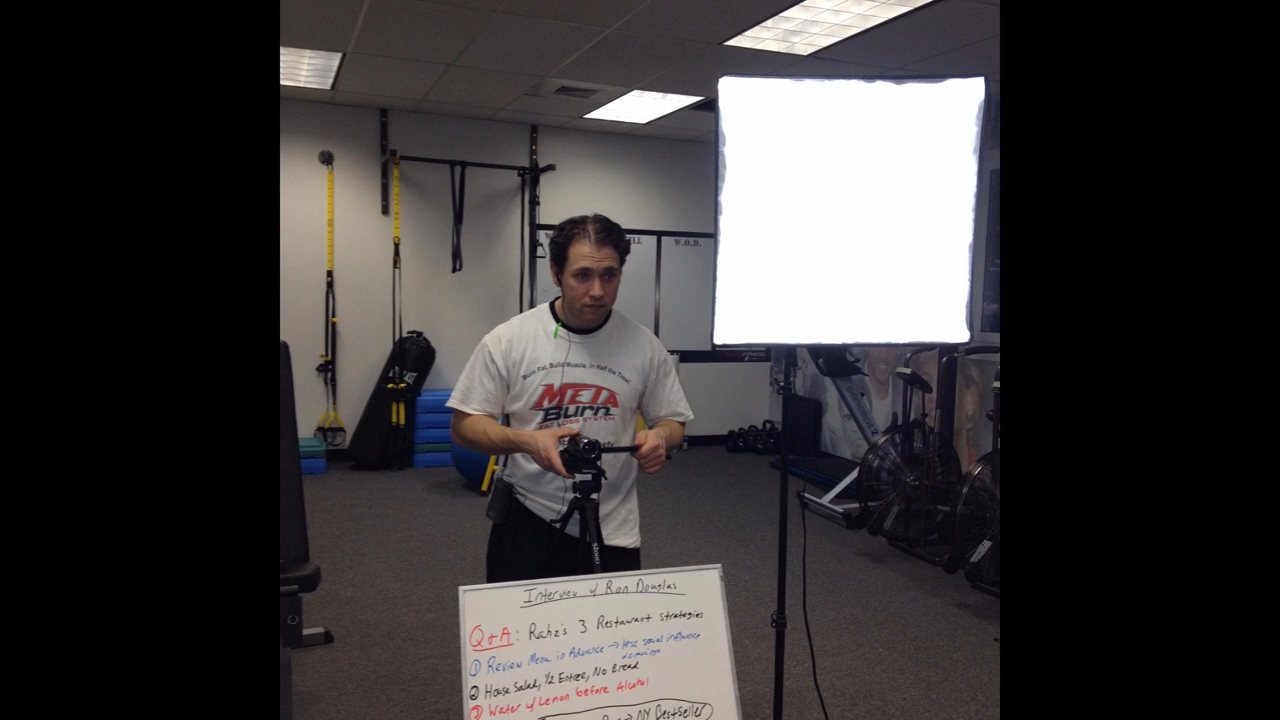 W.O.D.
Burn Fat, Build Muscle, In Half the Time!
META
Burn
FAT LOSS SYSTEM
Interview w/ Ron Douglas
Q&A: Rahz's 3 Restaurant Strategies
① Review Menu in Advance → less social influence
+ cravings
② House Salad, 1/2 Entree, No Bread
③ Water w/ Lemon before Alcohol
→ NY Bestseller